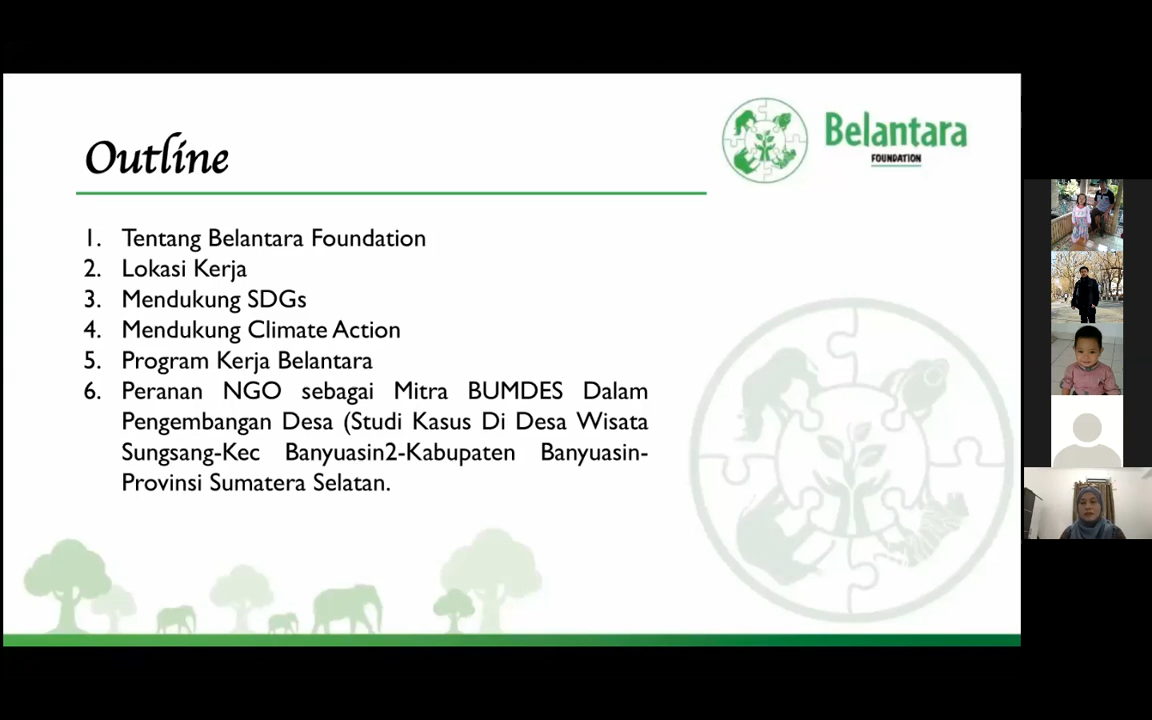 Outline
Belantara
FOUNDATION
1. Tentang Belantara Foundation
2. Lokasi Kerja
3. Mendukung SDGs
4. Mendukung Climate Action
5. Program Kerja Belantara
6. Peranan NGO sebagai Mitra BUMDES Dalam
Pengembangan Desa (Studi Kasus Di Desa Wisata
Sungsang-Kec Banyuasin2-Kabupaten Banyuasin-
Provinsi Sumatera Selatan.